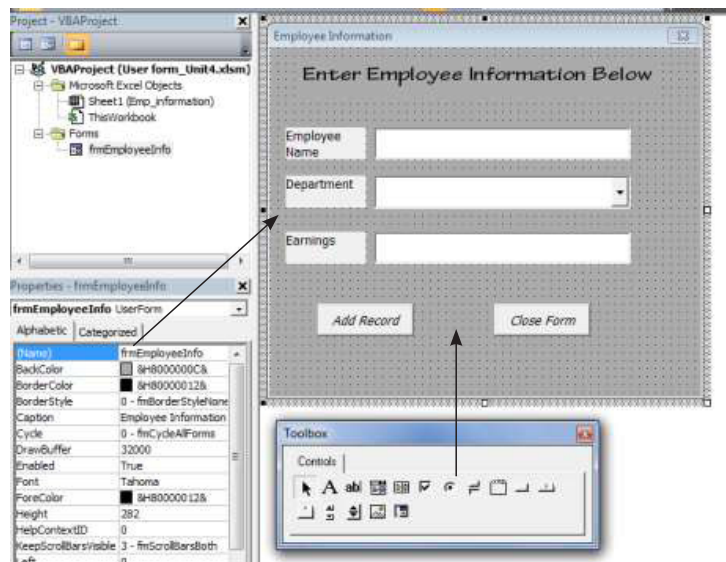 Project - VBAProject
VBAProject (User form_Unit4.xlsm)
Microsoft Excel Objects
Sheet1 (Emp_information)
ThisWorkbook
Forms
frmEmployeeInfo
Properties - frmEmployeeInfo
frmEmployeeInfo UserForm
Alphabetic Categorized
(Name) frmEmployeeInfo
BackColor &H8000000C&
BorderColor &H80000012&
BorderStyle 0 - fmBorderStyleNone
Caption Employee Information
Cycle 0 - fmCycleAllForms
DrawBuffer 32000
Enabled True
Font Tahoma
ForeColor &H80000012&
Height 282
HelpContextID 0
KeepScrollBarsVisible 3 - fmScrollBarsBoth
Left 0
Employee Information
Enter Employee Information Below
Employee
Name
Department
Earnings
Add Record Close Form
Toolbox
Controls
A ab